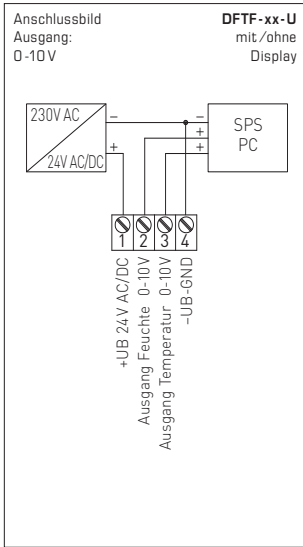 Anschlussbild
Ausgang:
0 -10 V
DFTF - xx - U
mit / ohne
Display
230V AC
24V AC/DC
–
+
–
+
+
SPS
PC
1
2
3
4
+UB 24V AC/DC
Ausgang Feuchte 0-10V
Ausgang Temperatur 0-10V
–UB-GND